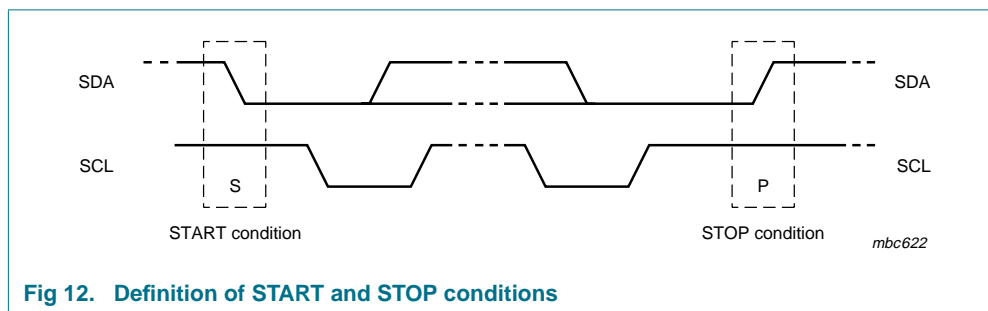 SDA
SDA
SCL
SCL
S
P
START condition
STOP condition
mbc622
Fig 12. Definition of START and STOP conditions